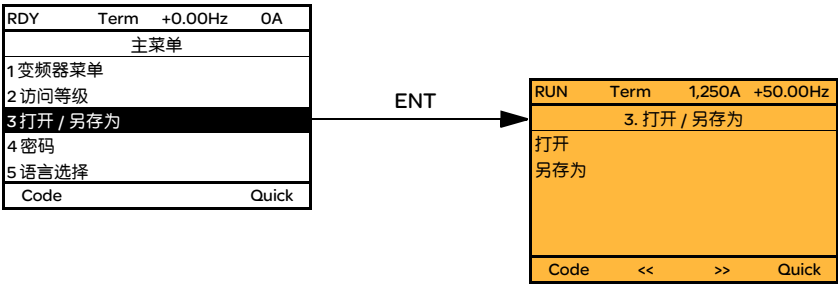 RDY Term +0.00Hz 0A
主菜单
1 变频器菜单
2 访问等级
3 打开 / 另存为
4 密码
5 语言选择
Code Quick
ENT
RUN Term 1,250A +50.00Hz
3. 打开 / 另存为
打开
另存为
Code << >> Quick